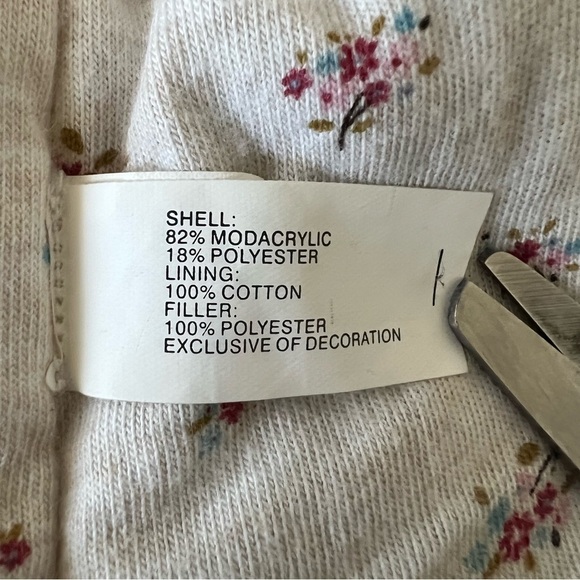 SHELL:
82% MODACRYLIC
18% POLYESTER
LINING:
100% COTTON
FILLER:
100% POLYESTER
EXCLUSIVE OF DECORATION